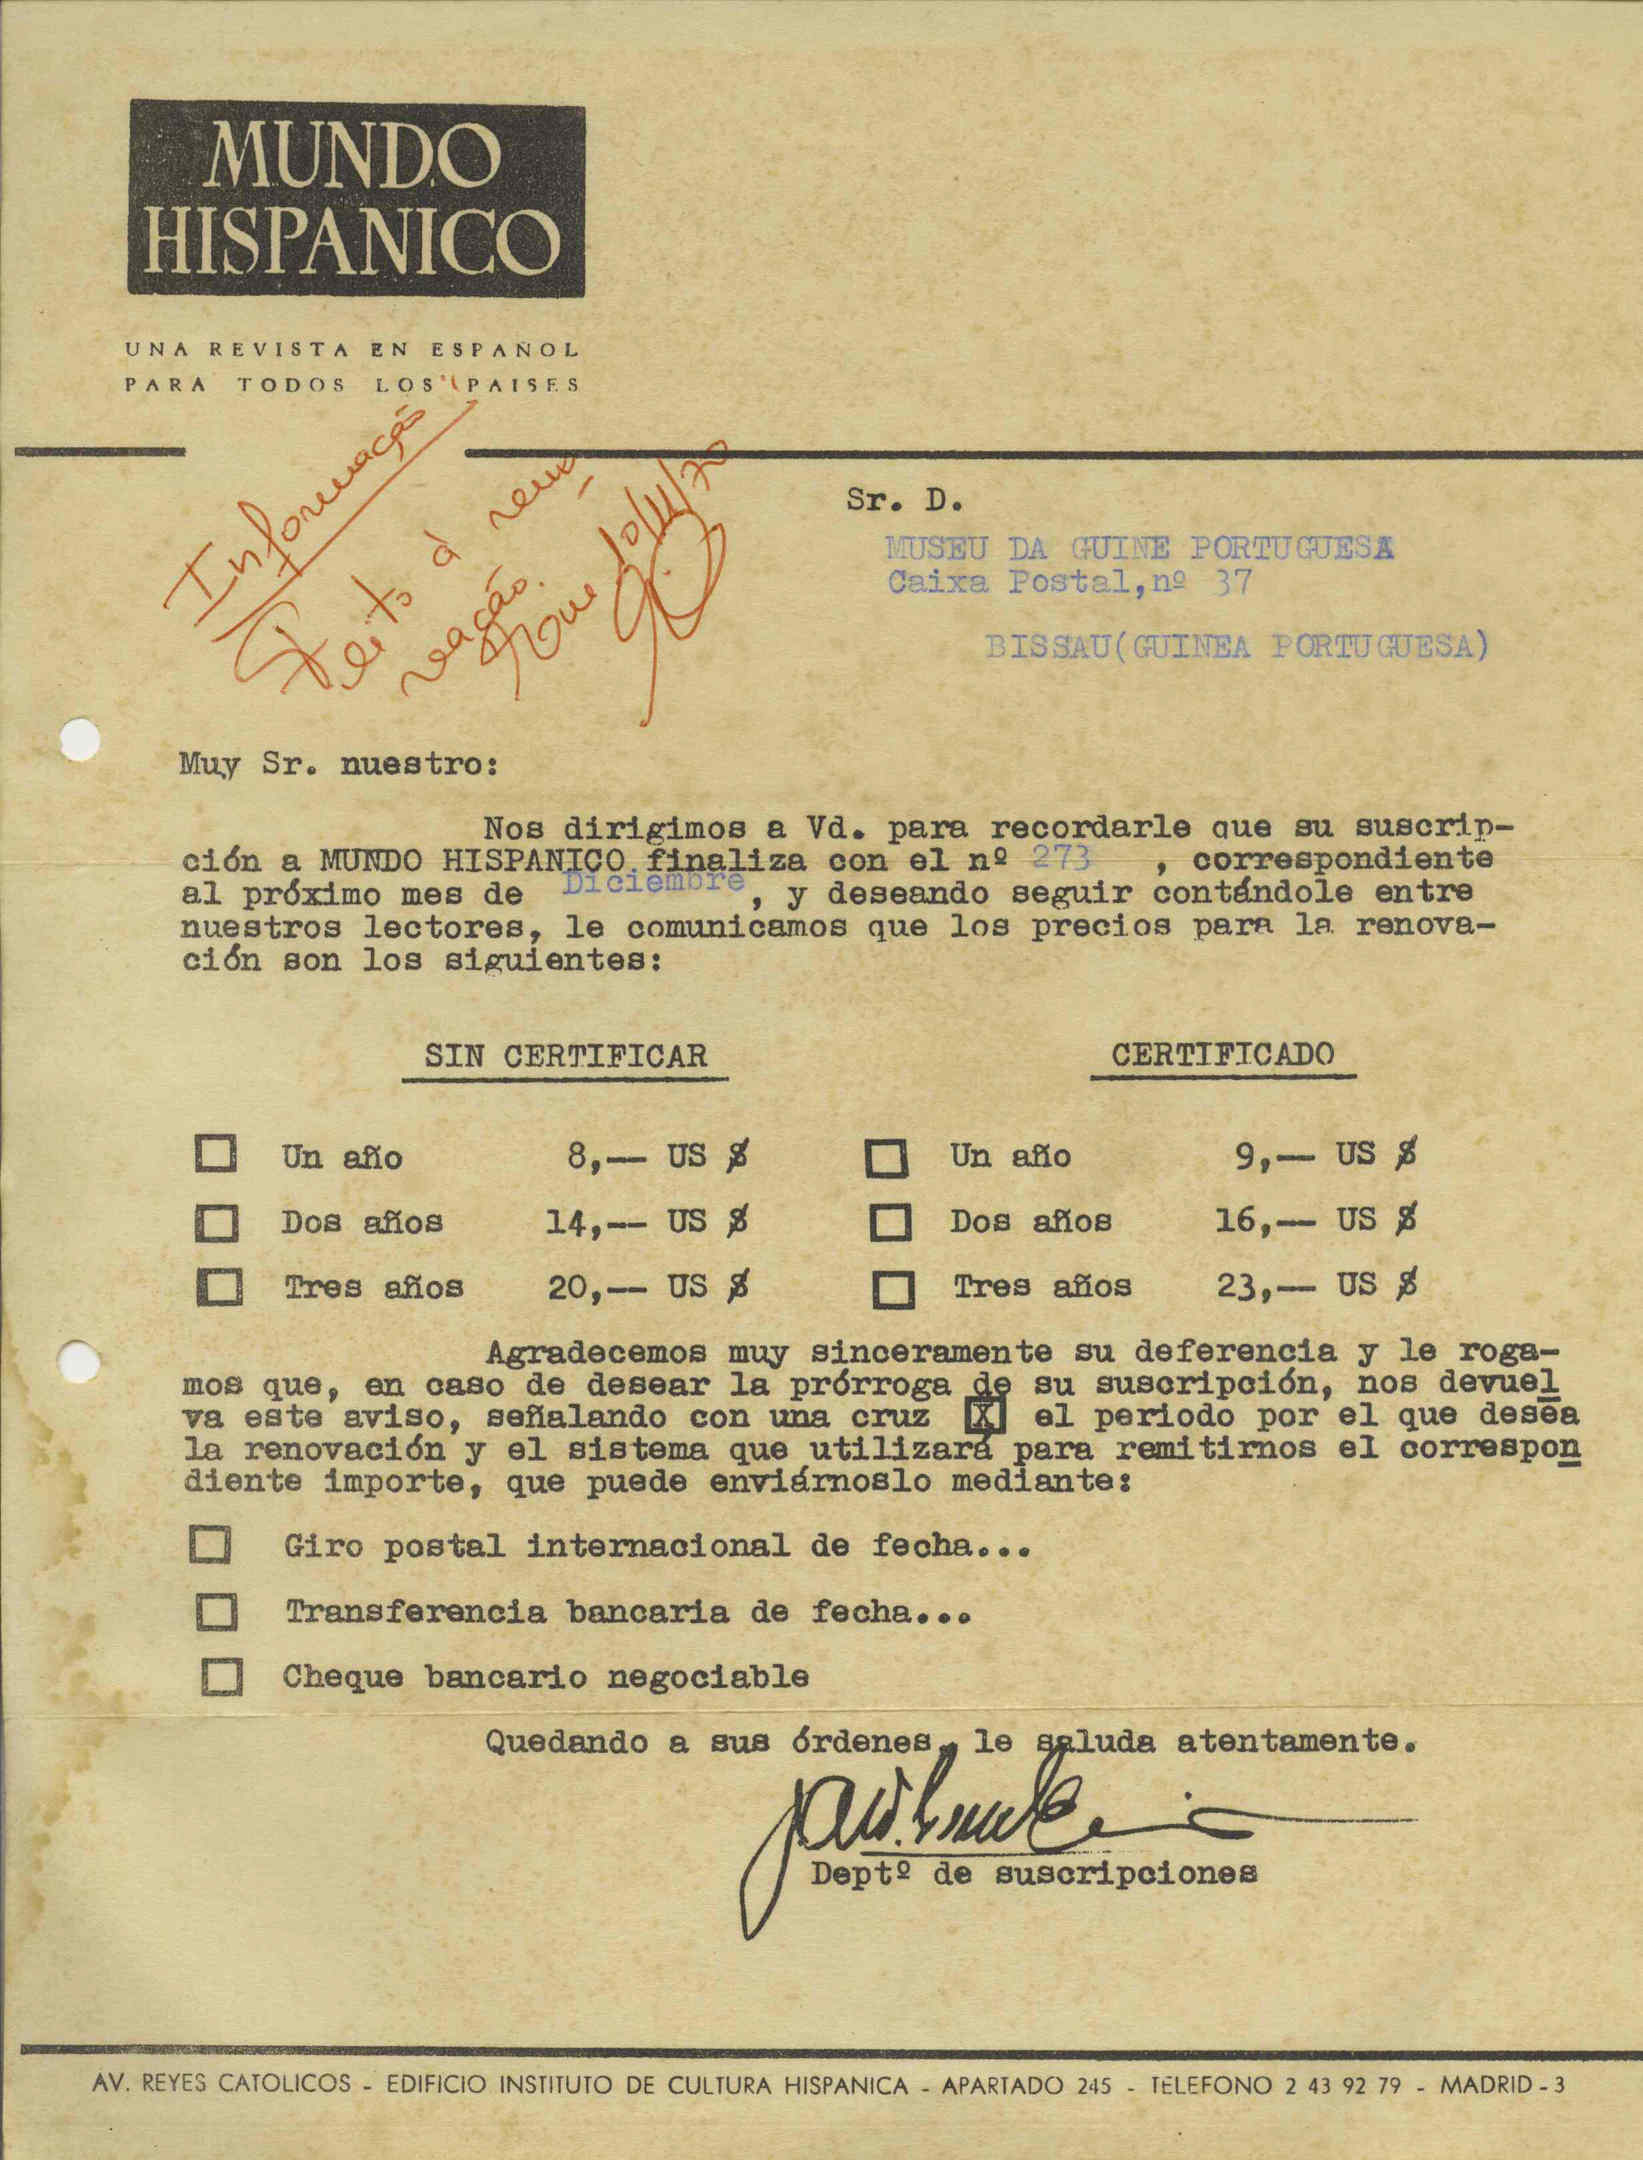 MUNDO
HISPANICO
UNA REVISTA EN ESPAÑOL
PARA TODOS LOS PAISES
Informação
Feito à reno-
vação.
10/11/70
Sr. D.
MUSEU DA GUINE PORTUGUESA
Caixa Postal,nº 37
BISSAU(GUINEA PORTUGUESA)
Muy Sr. nuestro:
Nos dirigimos a Vd. para recordarle que su suscrip-
ción a MUNDO HISPANICO finaliza con el nº 273 , correspondiente
al próximo mes de Diciembre , y deseando seguir contándole entre
nuestros lectores, le comunicamos que los precios para la renova-
ción son los siguientes:
SIN CERTIFICAR CERTIFICADO
Un año 8,-- US $ Un año 9,-- US $
Dos años 14,-- US $ Dos años 16,-- US $
Tres años 20,-- US $ Tres años 23,-- US $
Agradecemos muy sinceramente su deferencia y le roga-
mos que, en caso de desear la prórroga de su suscripción, nos devuel
va este aviso, señalando con una cruz X el periodo por el que desea
la renovación y el sistema que utilizará para remitirnos el correspon
diente importe, que puede enviárnoslo mediante:
Giro postal internacional de fecha...
Transferencia bancaria de fecha...
Cheque bancario negociable
Quedando a sus órdenes, le saluda atentamente.
Deptº de suscripciones
AV. REYES CATOLICOS - EDIFICIO INSTITUTO DE CULTURA HISPANICA - APARTADO 245 - TELEFONO 2 43 92 79 - MADRID - 3